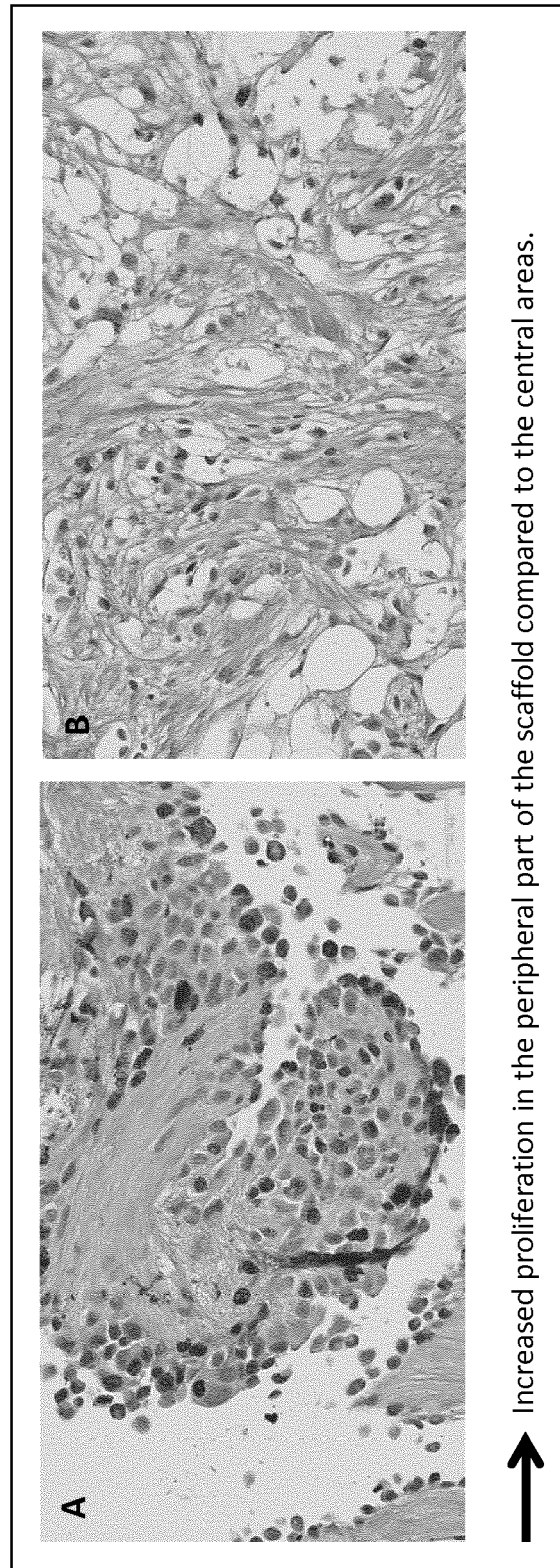 A
B
Increased proliferation in the peripheral part of the scaffold compared to the central areas.